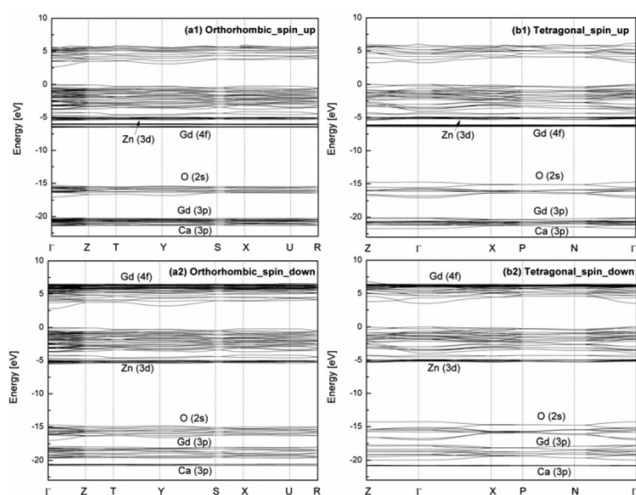 (a1) Orthorhombic_spin_up
Energy [eV]
10
5
0
-5
-10
-15
-20
Zn (3d)
Gd (4f)
O (2s)
Gd (3p)
Ca (3p)
Γ Z T Y S X U R
(b1) Tetragonal_spin_up
Energy [eV]
10
5
0
-5
-10
-15
-20
Zn (3d)
Gd (4f)
O (2s)
Gd (3p)
Ca (3p)
Z Γ X P N Γ
(a2) Orthorhombic_spin_down
Energy [eV]
10
5
0
-5
-10
-15
-20
Gd (4f)
Zn (3d)
O (2s)
Gd (3p)
Ca (3p)
Γ Z T Y S X U R
(b2) Tetragonal_spin_down
Energy [eV]
10
5
0
-5
-10
-15
-20
Gd (4f)
Zn (3d)
O (2s)
Gd (3p)
Ca (3p)
Z Γ X P N Γ